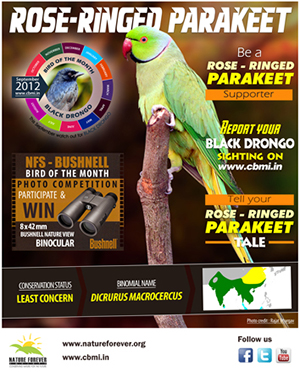 ROSE-RINGED PARAKEET
September
2012
www.cbmi.in
BIRD OF THE MONTH
BLACK DRONGO
DECEMBER
Be a
ROSE - RINGED
PARAKEET
Supporter
REPORT YOUR
BLACK DRONGO
SIGHTING ON
www.cbmi.in
NFS - BUSHNELL
BIRD OF THE MONTH
PHOTO COMPETITION
PARTICIPATE &
WIN
8x42mm
BUSHNELL NATURE VIEW
BINOCULAR
Bushnell
Tell your
ROSE - RINGED
PARAKEET
TALE
CONSERVATION STATUS
LEAST CONCERN
BINOMIAL NAME
DICRURUS MACROCERCUS
NATURE FOREVER
www.natureforever.org
www.cbmi.in
Follow us
f
You Tube